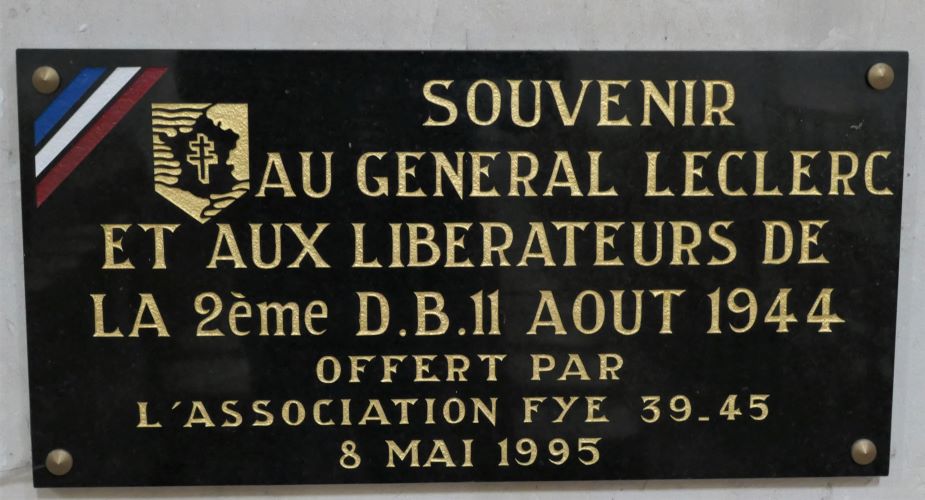 SOUVENIR
AU GENERAL LECLERC
ET AUX LIBERATEURS DE
LA 2ème D.B. 11 AOUT 1944
OFFERT PAR
L'ASSOCIATION FYE 39-45
8 MAI 1995